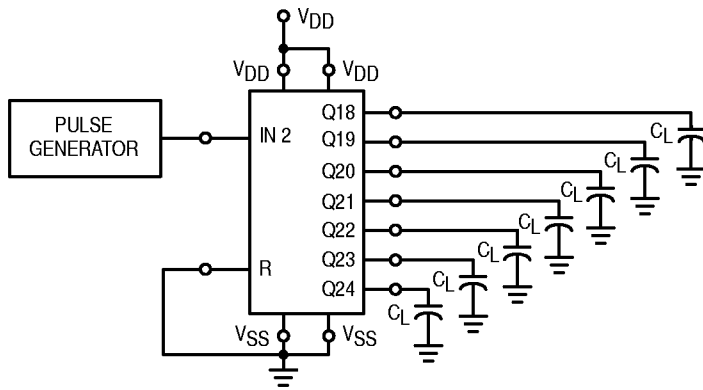 VDD
VDD VDD
PULSE
GENERATOR
IN 2
R
Q18
Q19
Q20
Q21
Q22
Q23
Q24
CL
CL
CL
CL
CL
CL
CL
VSS VSS